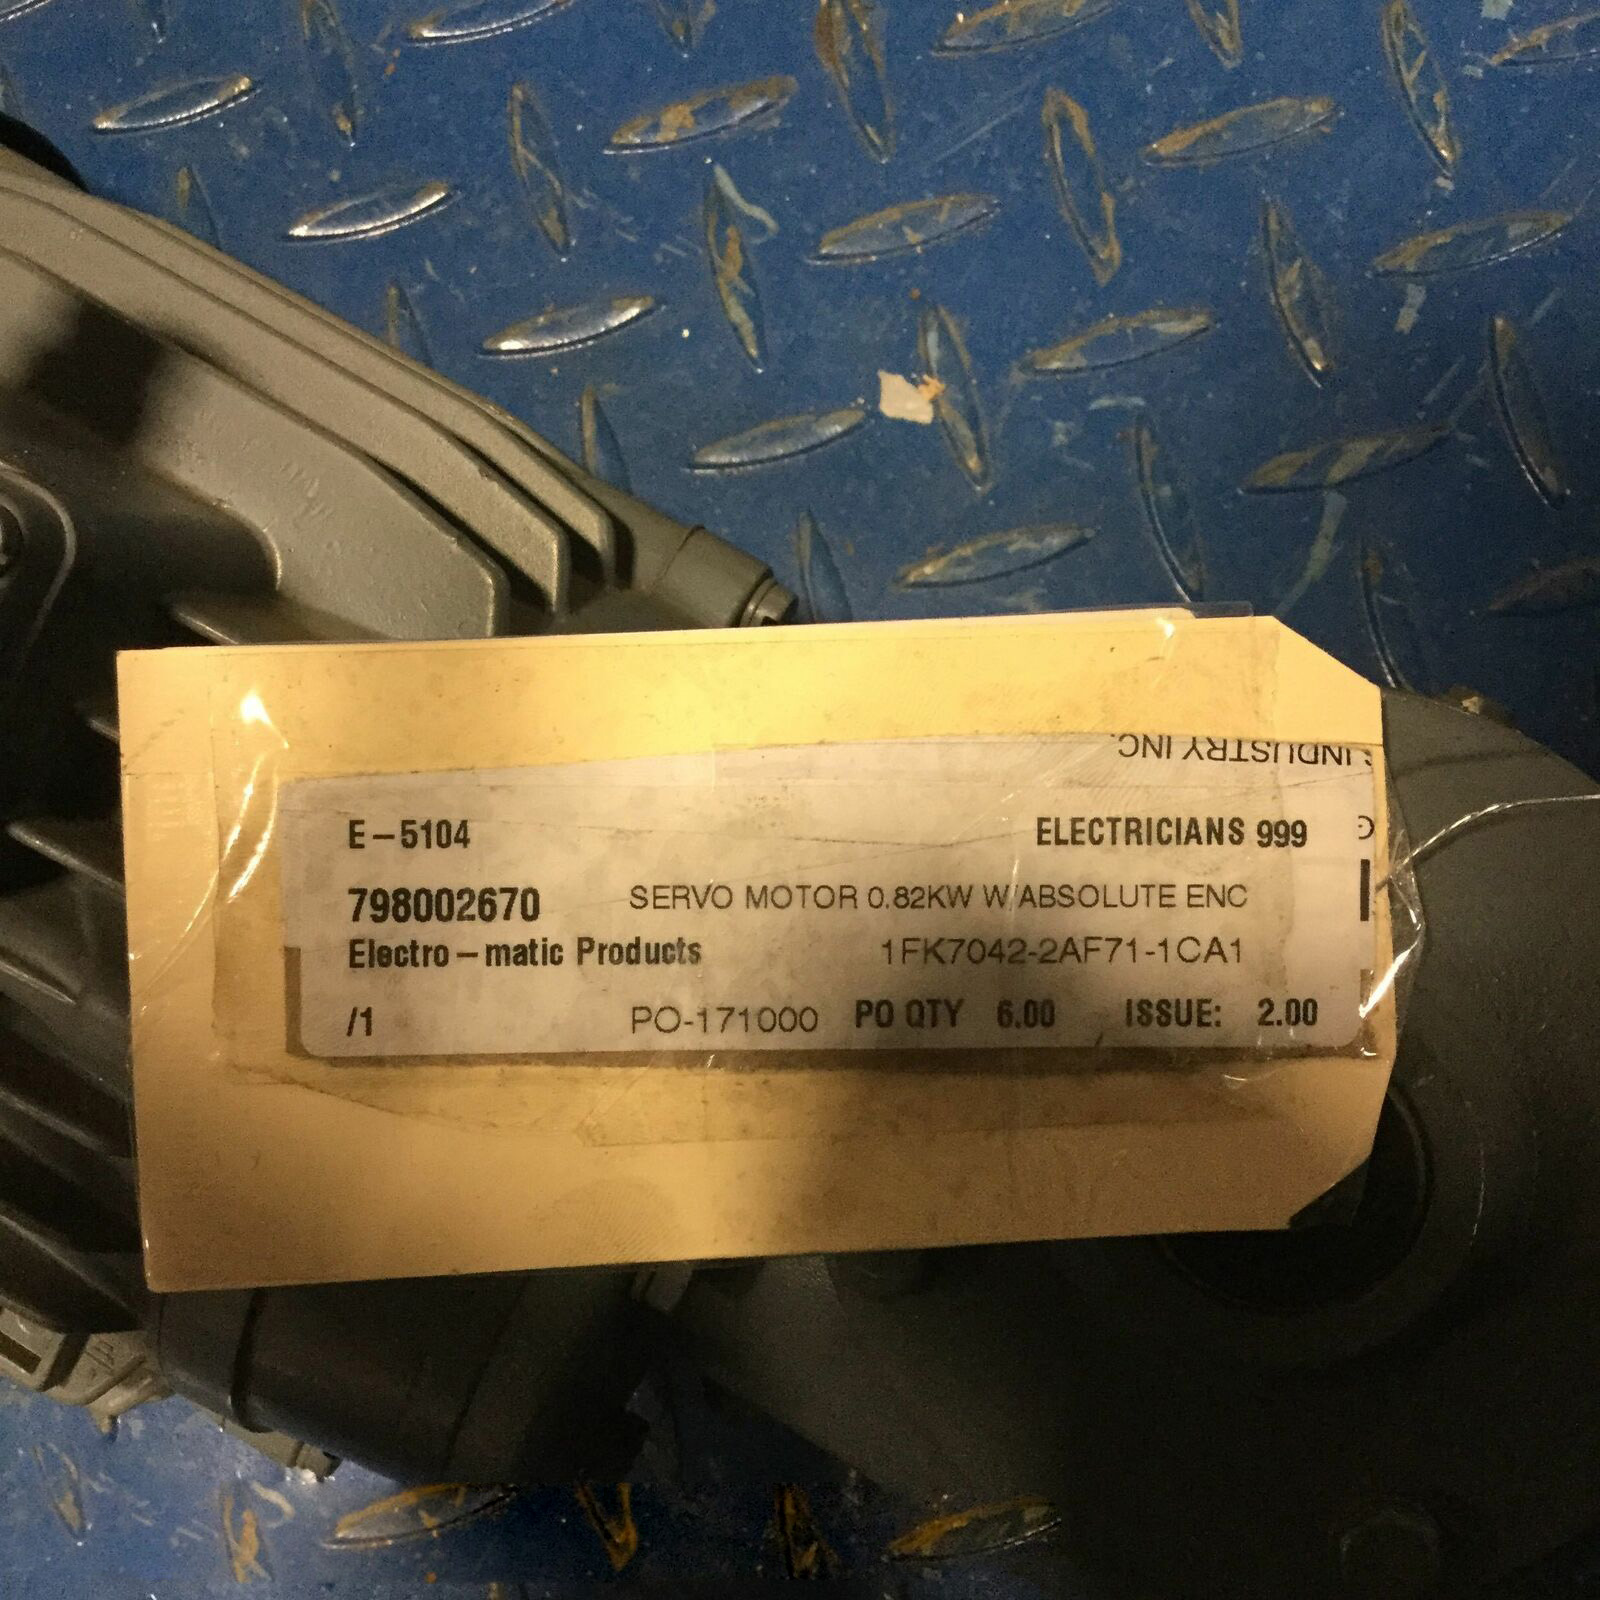 INDUSTRY INC.
E-5104 ELECTRICIANS 999
798002670 SERVO MOTOR 0.82KW W/ABSOLUTE ENC
Electro-matic Products 1FK7042-2AF71-1CA1
/1 PO-171000 PO QTY 6.00 ISSUE: 2.00